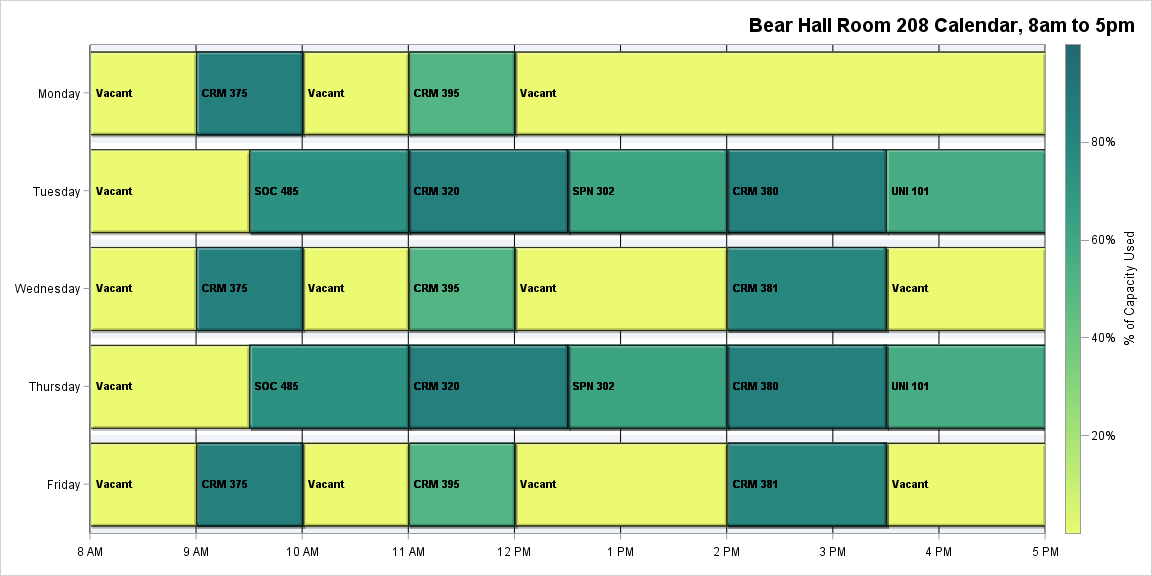 Bear Hall Room 208 Calendar, 8am to 5pm
Monday
Vacant
CRM 375
Vacant
CRM 395
Vacant
Tuesday
Vacant
SOC 485
CRM 320
SPN 302
CRM 380
UNI 101
Wednesday
Vacant
CRM 375
Vacant
CRM 395
Vacant
CRM 381
Vacant
Thursday
Vacant
SOC 485
CRM 320
SPN 302
CRM 380
UNI 101
Friday
Vacant
CRM 375
Vacant
CRM 395
Vacant
CRM 381
Vacant
8 AM
9 AM
10 AM
11 AM
12 PM
1 PM
2 PM
3 PM
4 PM
5 PM
80%
60%
40%
20%
% of Capacity Used